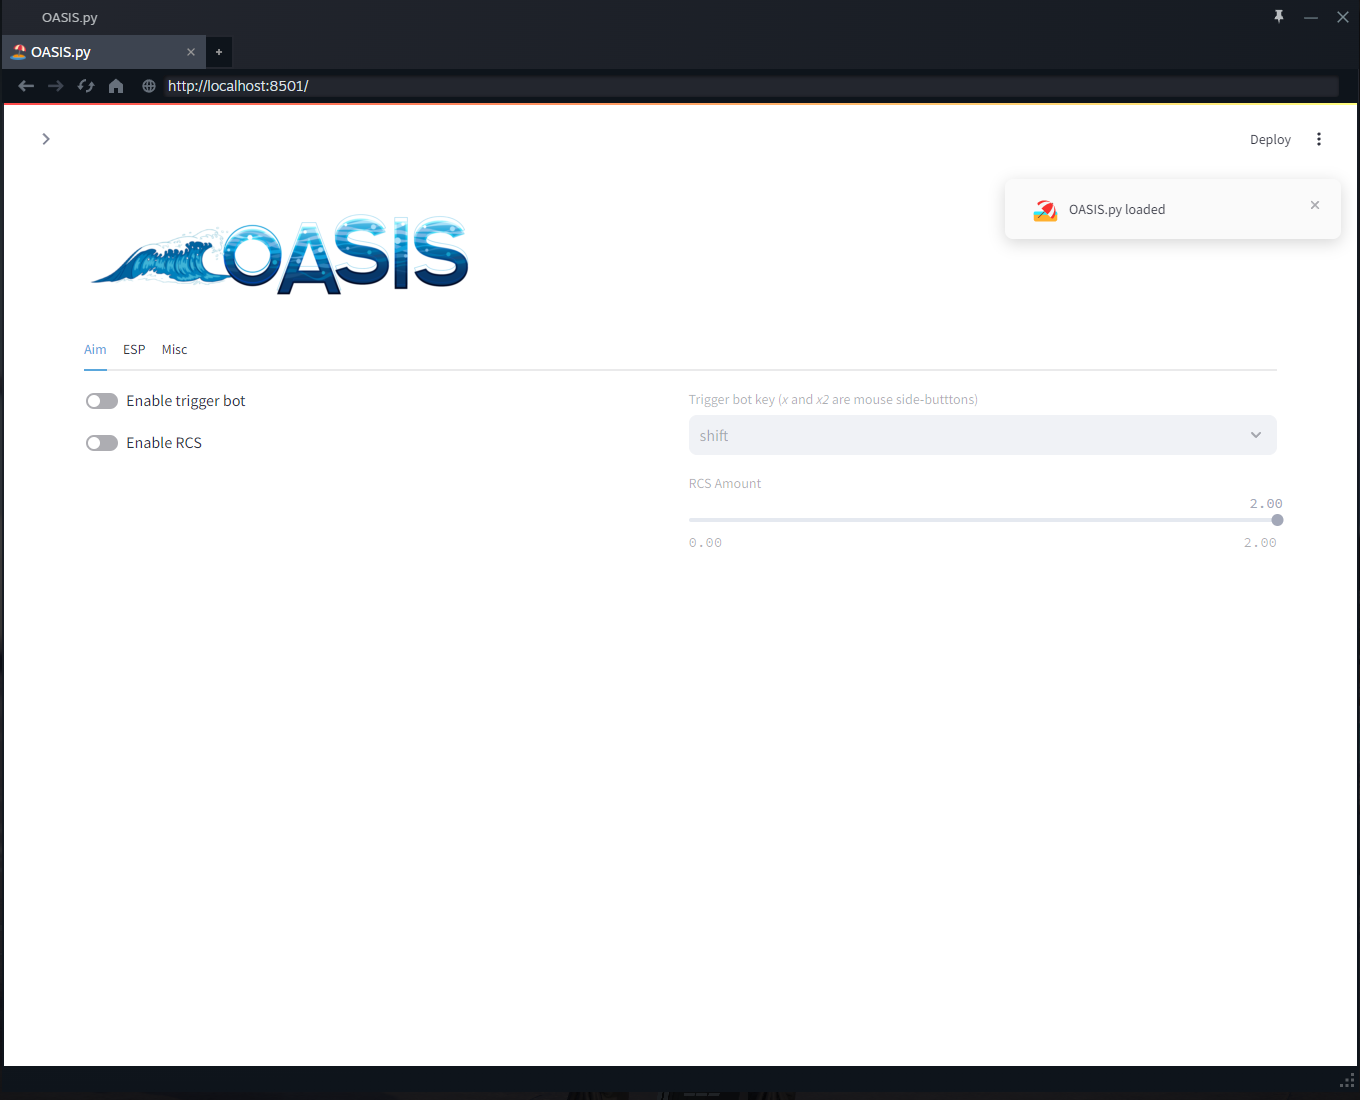 OASIS.py
OASIS.py
http://localhost:8501/
Deploy
OASIS.py loaded
OASIS
Aim ESP Misc
Enable trigger bot
Enable RCS
Trigger bot key (x and x2 are mouse side-butttons)
shift
RCS Amount
2.00
0.00 2.00